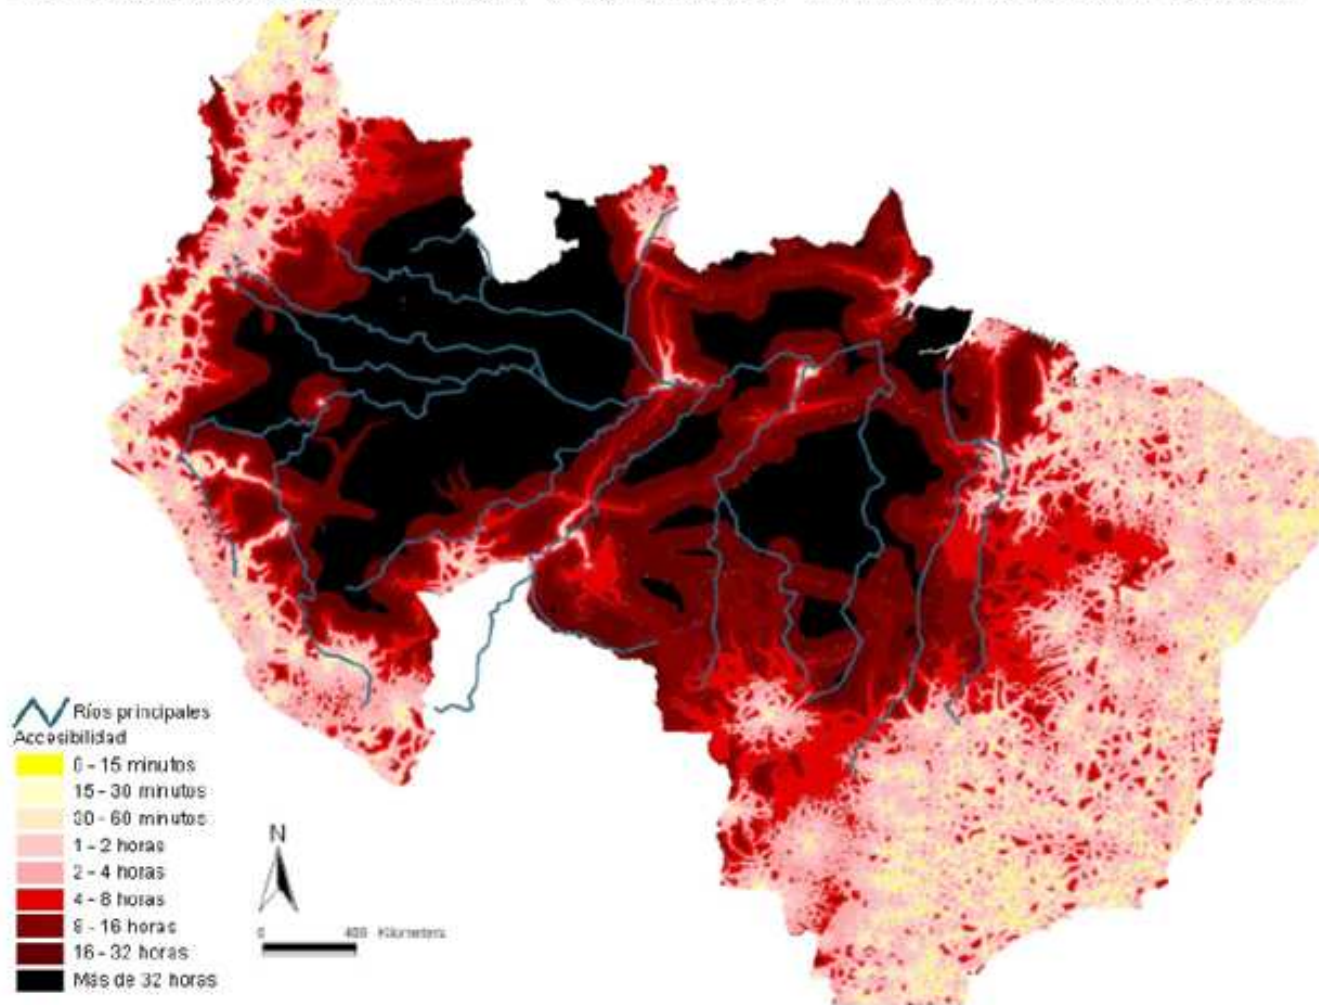 Ríos principales
Accesibilidad
0 - 15 minutos
15 - 30 minutos
30 - 60 minutos
1 - 2 horas
2 - 4 horas
4 - 8 horas
8 - 16 horas
16 - 32 horas
Más de 32 horas
N
0 400 Kilometers